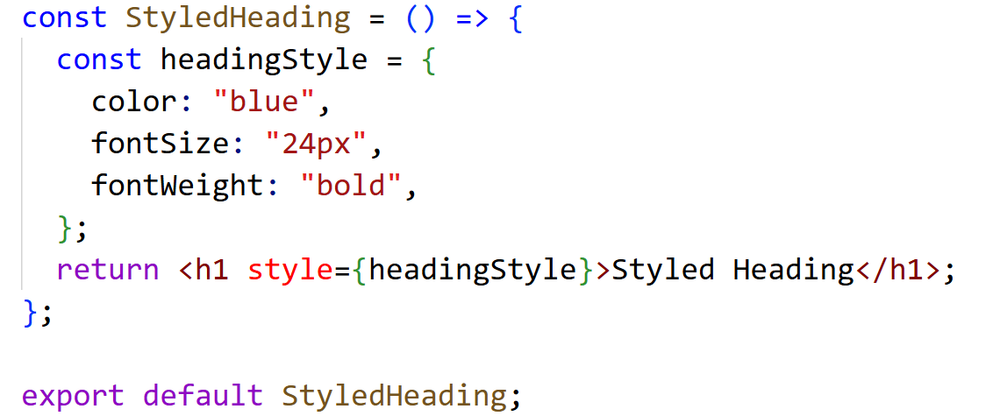 const StyledHeading = () => {
  const headingStyle = {
    color: "blue",
    fontSize: "24px",
    fontWeight: "bold",
  };
  return <h1 style={headingStyle}>Styled Heading</h1>;
};

export default StyledHeading;